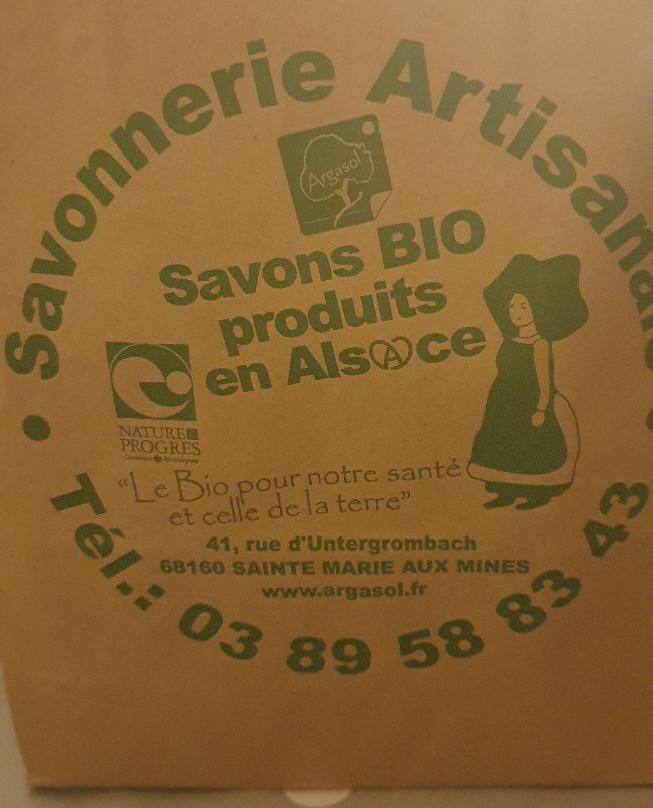 Savonnerie Artisanale
Argasol
Savons BIO
produits
en Alsace
NATURE &
PROGRES
"Le Bio pour notre santé
et celle de la terre"
41, rue d'Untergrombach
68160 SAINTE MARIE AUX MINES
www.argasol.fr
Tél.: 03 89 58 83 43